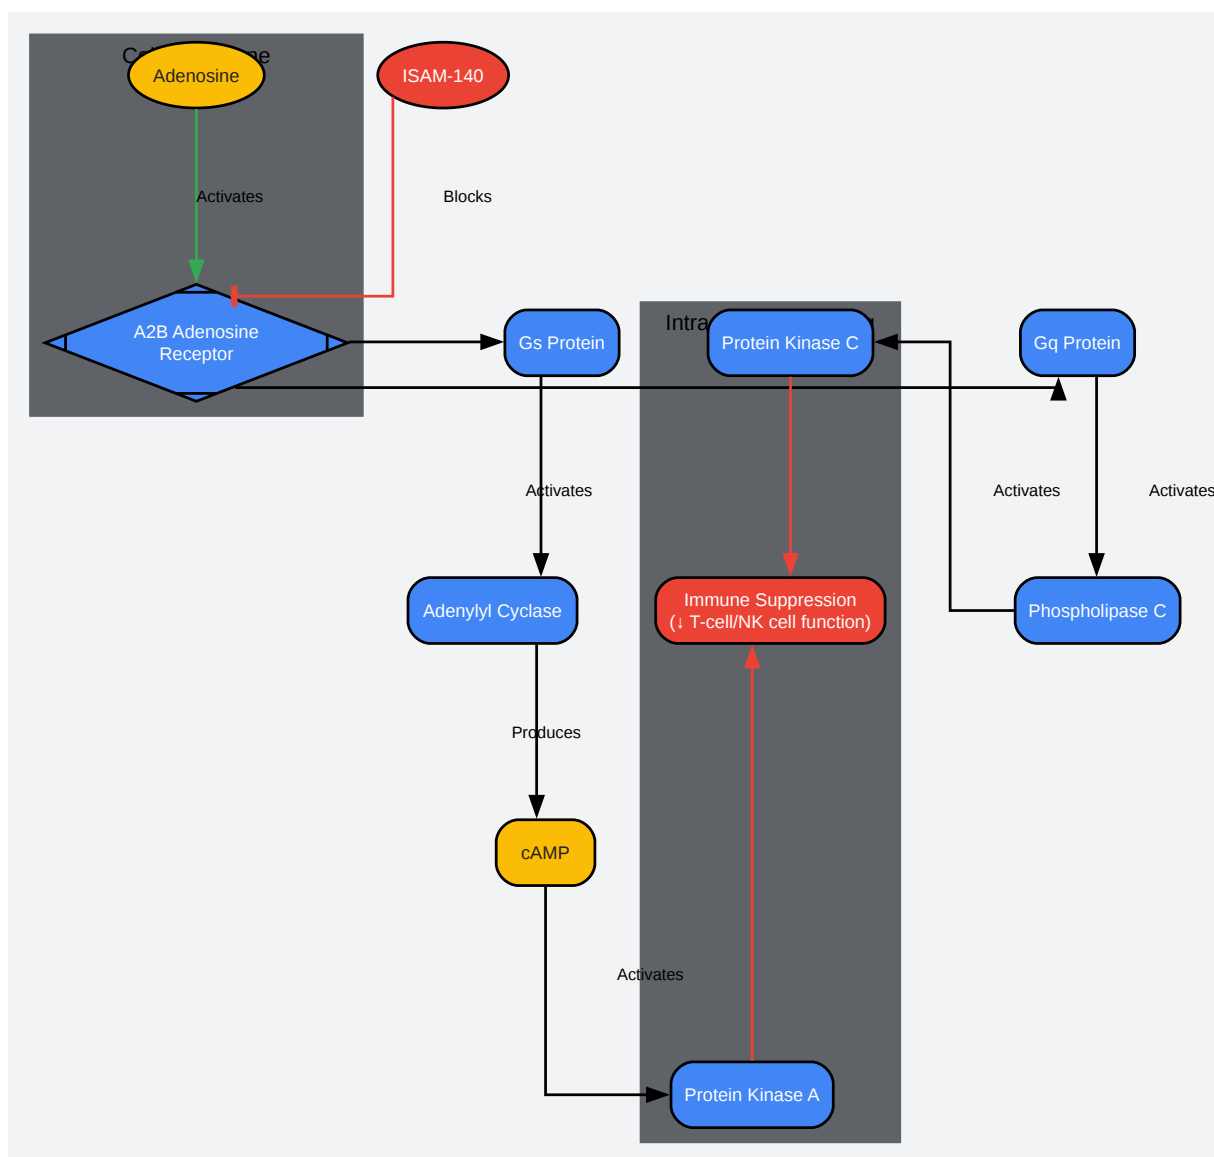 Adenosine
ISAM-140
Activates
Blocks
A2B Adenosine
Receptor
Gs Protein
Protein Kinase C
Gq Protein
Activates
Activates
Activates
Adenylyl Cyclase
Immune Suppression
(↓ T-cell/NK cell function)
Phospholipase C
Produces
cAMP
Activates
Protein Kinase A